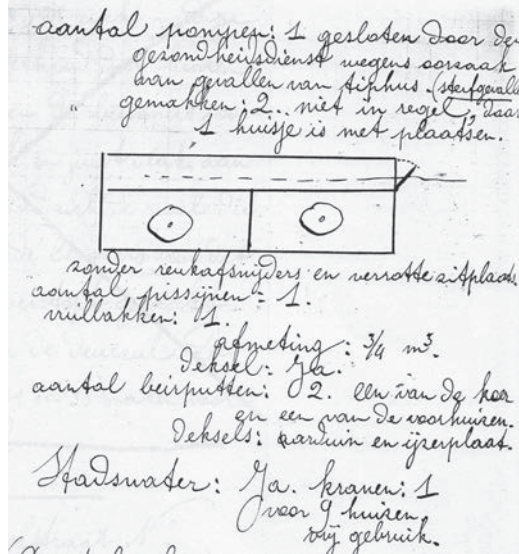 aantal pompen: 1 gesloten door de
gezondheidsdienst wegens oorzaak
van gevallen van tiphus. (sterfgevalle
" gemakken: 2.. niet in regel, daar
1 huisje is met plaatsen.
zonder reukafsnijders en verrotte zitplaats.
aantal pissijnen = 1.
vuilbakken: 1.
afmeting: 3/4 m³.
Deksel: Ja.
aantal beirputten: 2. een van de koer
en een van de voorhuizen.
Deksels: arduin en ijzerplaat.
Stadswater: Ja. kranen: 1
voor 9 huizen.
vrij gebruik.